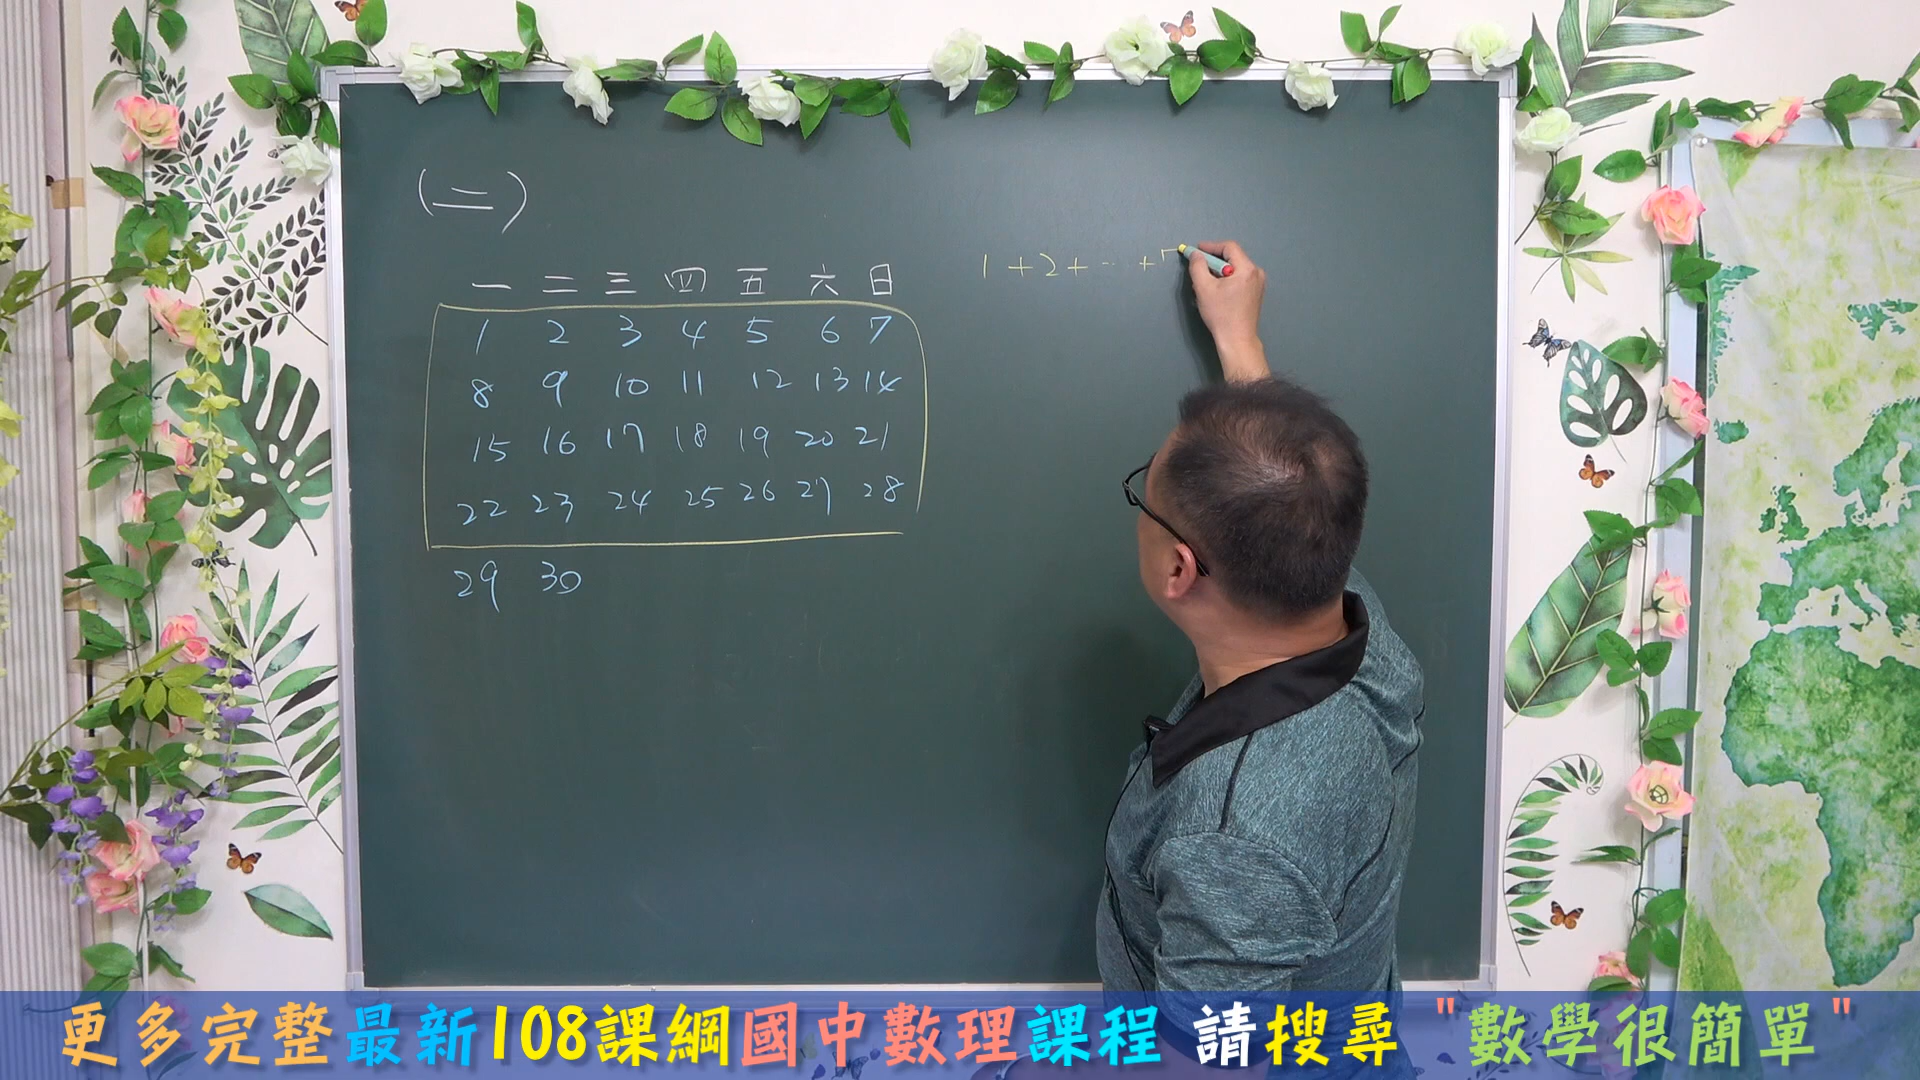 (二)
一 二 三 四 五 六 日
1 2 3 4 5 6 7
8 9 10 11 12 13 14
15 16 17 18 19 20 21
22 23 24 25 26 27 28
29 30
1+2+…+7
更多完整最新108課綱國中數理課程 請搜尋 "數學很簡單"